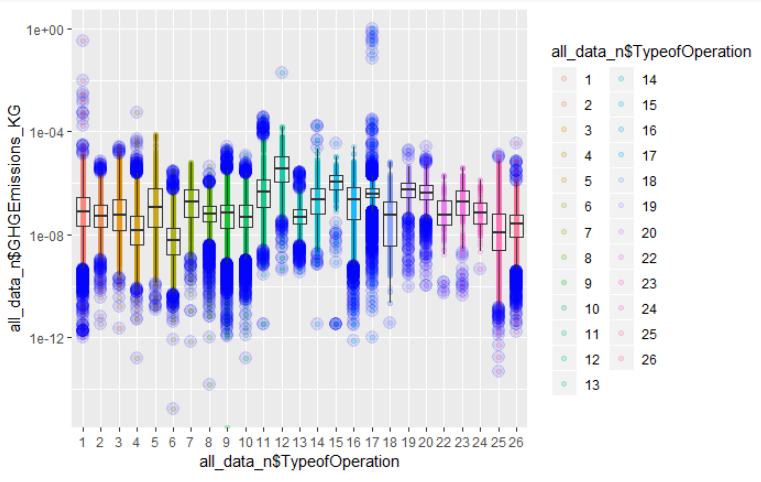 all_data_n$GHGEmissions_KG
1e+00
1e-04
1e-08
1e-12
1 2 3 4 5 6 7 8 9 10 11 12 13 14 15 16 17 18 19 20 22 23 24 25 26
all_data_n$TypeofOperation
all_data_n$TypeofOperation
1 14
2 15
3 16
4 17
5 18
6 19
7 20
8 22
9 23
10 24
11 25
12 26
13